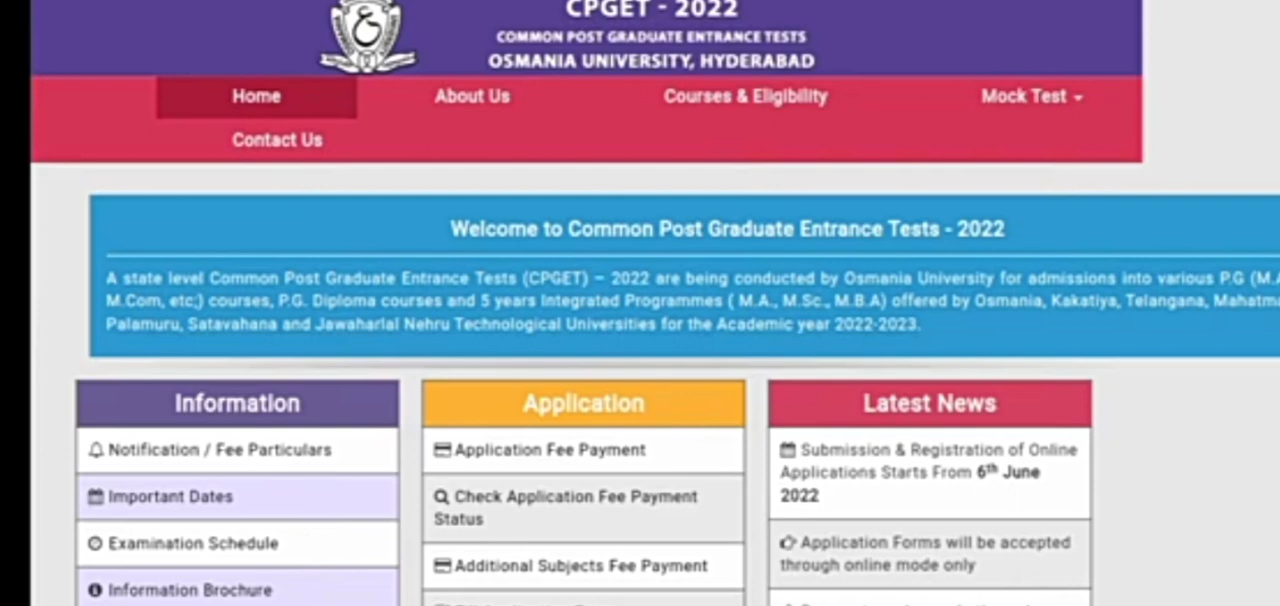 CPGET - 2022
COMMON POST GRADUATE ENTRANCE TESTS
OSMANIA UNIVERSITY, HYDERABAD
Home
About Us
Courses & Eligibility
Mock Test
Contact Us
Welcome to Common Post Graduate Entrance Tests - 2022
A state level Common Post Graduate Entrance Tests (CPGET) – 2022 are being conducted by Osmania University for admissions into various P.G (M.A
M.Com, etc;) courses, P.G. Diploma courses and 5 years Integrated Programmes ( M.A., M.Sc., M.B.A) offered by Osmania, Kakatiya, Telangana,
Palamuru, Satavahana and Jawaharlal Nehru Technological Universities for the Academic year 2022-2023.
Information
Notification / Fee Particulars
Important Dates
Examination Schedule
Information Brochure
Application
Application Fee Payment
Check Application Fee Payment
Status
Additional Subjects Fee Payment
Latest News
Submission & Registration of Online
Applications Starts From 6th June
2022
Application Forms will be accepted
through online mode only